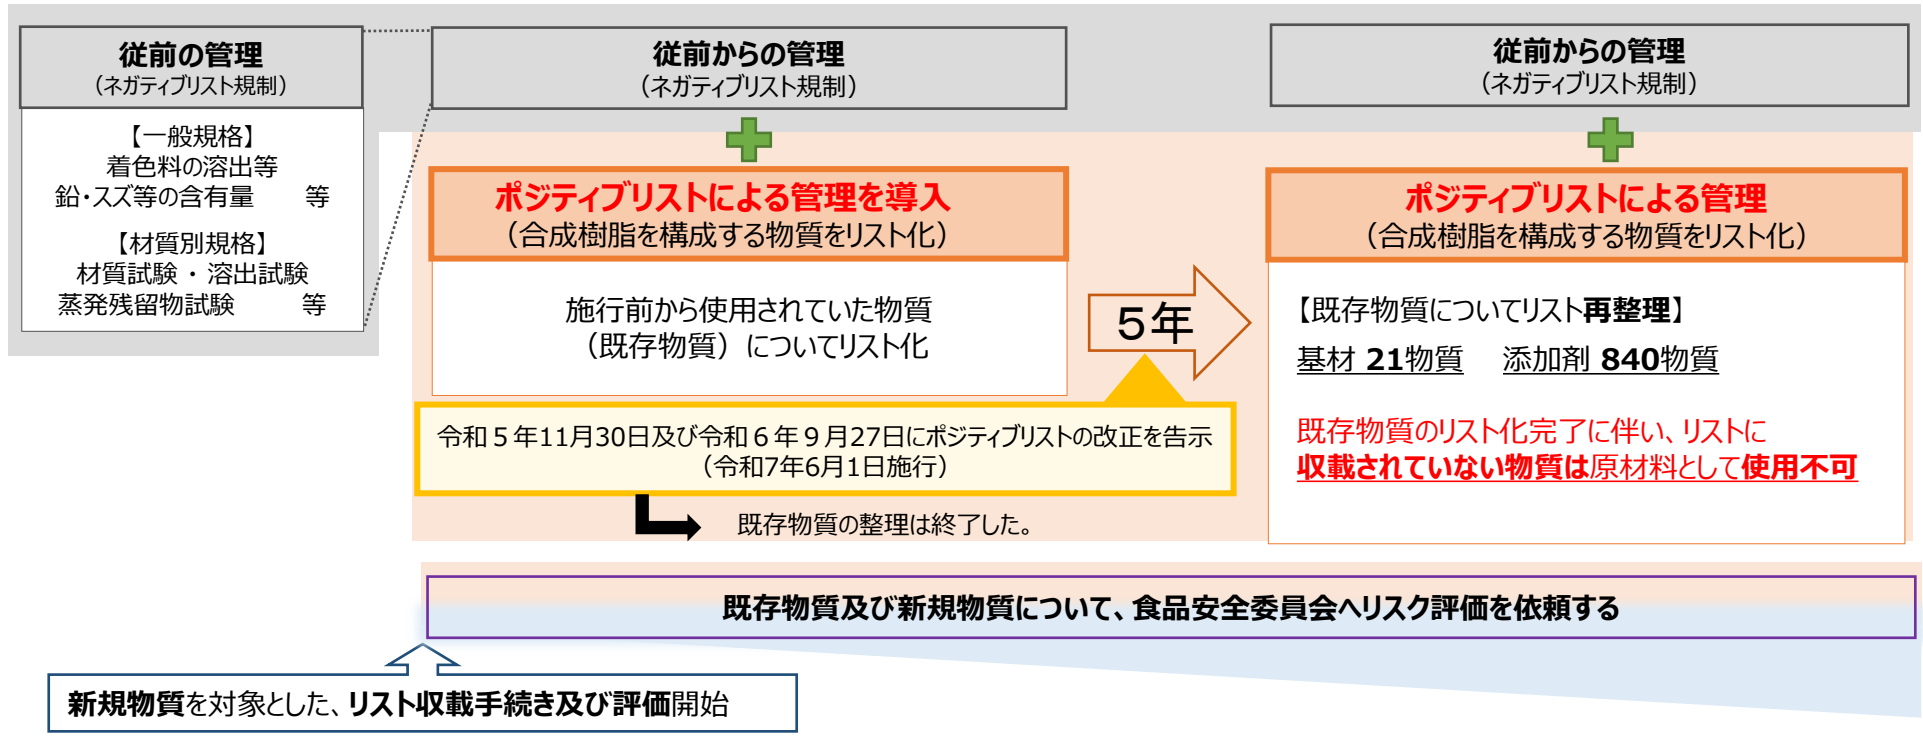 従前の管理
（ネガティブリスト規制）
【一般規格】
着色料の溶出等
鉛・スズ等の含有量　　等
【材質別規格】
材質試験・溶出試験
蒸発残留物試験　　　等
従前からの管理
（ネガティブリスト規制）
ポジティブリストによる管理を導入
（合成樹脂を構成する物質をリスト化）
施行前から使用されていた物質
（既存物質）についてリスト化
５年
令和５年11月30日及び令和６年９月27日にポジティブリストの改正を告示
（令和7年6月1日施行）
既存物質の整理は終了した。
従前からの管理
（ネガティブリスト規制）
ポジティブリストによる管理
（合成樹脂を構成する物質をリスト化）
【既存物質についてリスト再整理】
基材 21物質　添加剤 840物質
既存物質のリスト化完了に伴い、リストに
収載されていない物質は原材料として使用不可
既存物質及び新規物質について、食品安全委員会へリスク評価を依頼する
新規物質を対象とした、リスト収載手続き及び評価開始